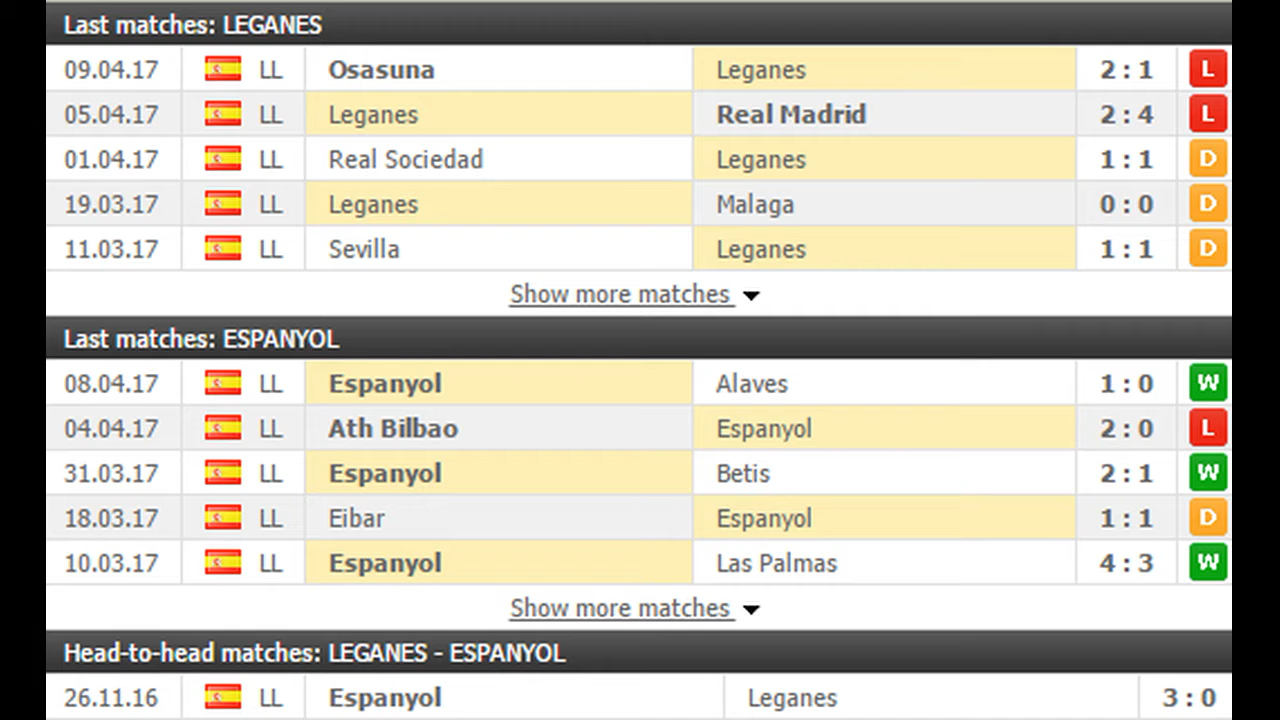 Last matches: LEGANES
09.04.17 LL Osasuna Leganes 2 : 1 L
05.04.17 LL Leganes Real Madrid 2 : 4 L
01.04.17 LL Real Sociedad Leganes 1 : 1 D
19.03.17 LL Leganes Malaga 0 : 0 D
11.03.17 LL Sevilla Leganes 1 : 1 D
Show more matches
Last matches: ESPANYOL
08.04.17 LL Espanyol Alaves 1 : 0 W
04.04.17 LL Ath Bilbao Espanyol 2 : 0 L
31.03.17 LL Espanyol Betis 2 : 1 W
18.03.17 LL Eibar Espanyol 1 : 1 D
10.03.17 LL Espanyol Las Palmas 4 : 3 W
Show more matches
Head-to-head matches: LEGANES - ESPANYOL
26.11.16 LL Espanyol Leganes 3 : 0